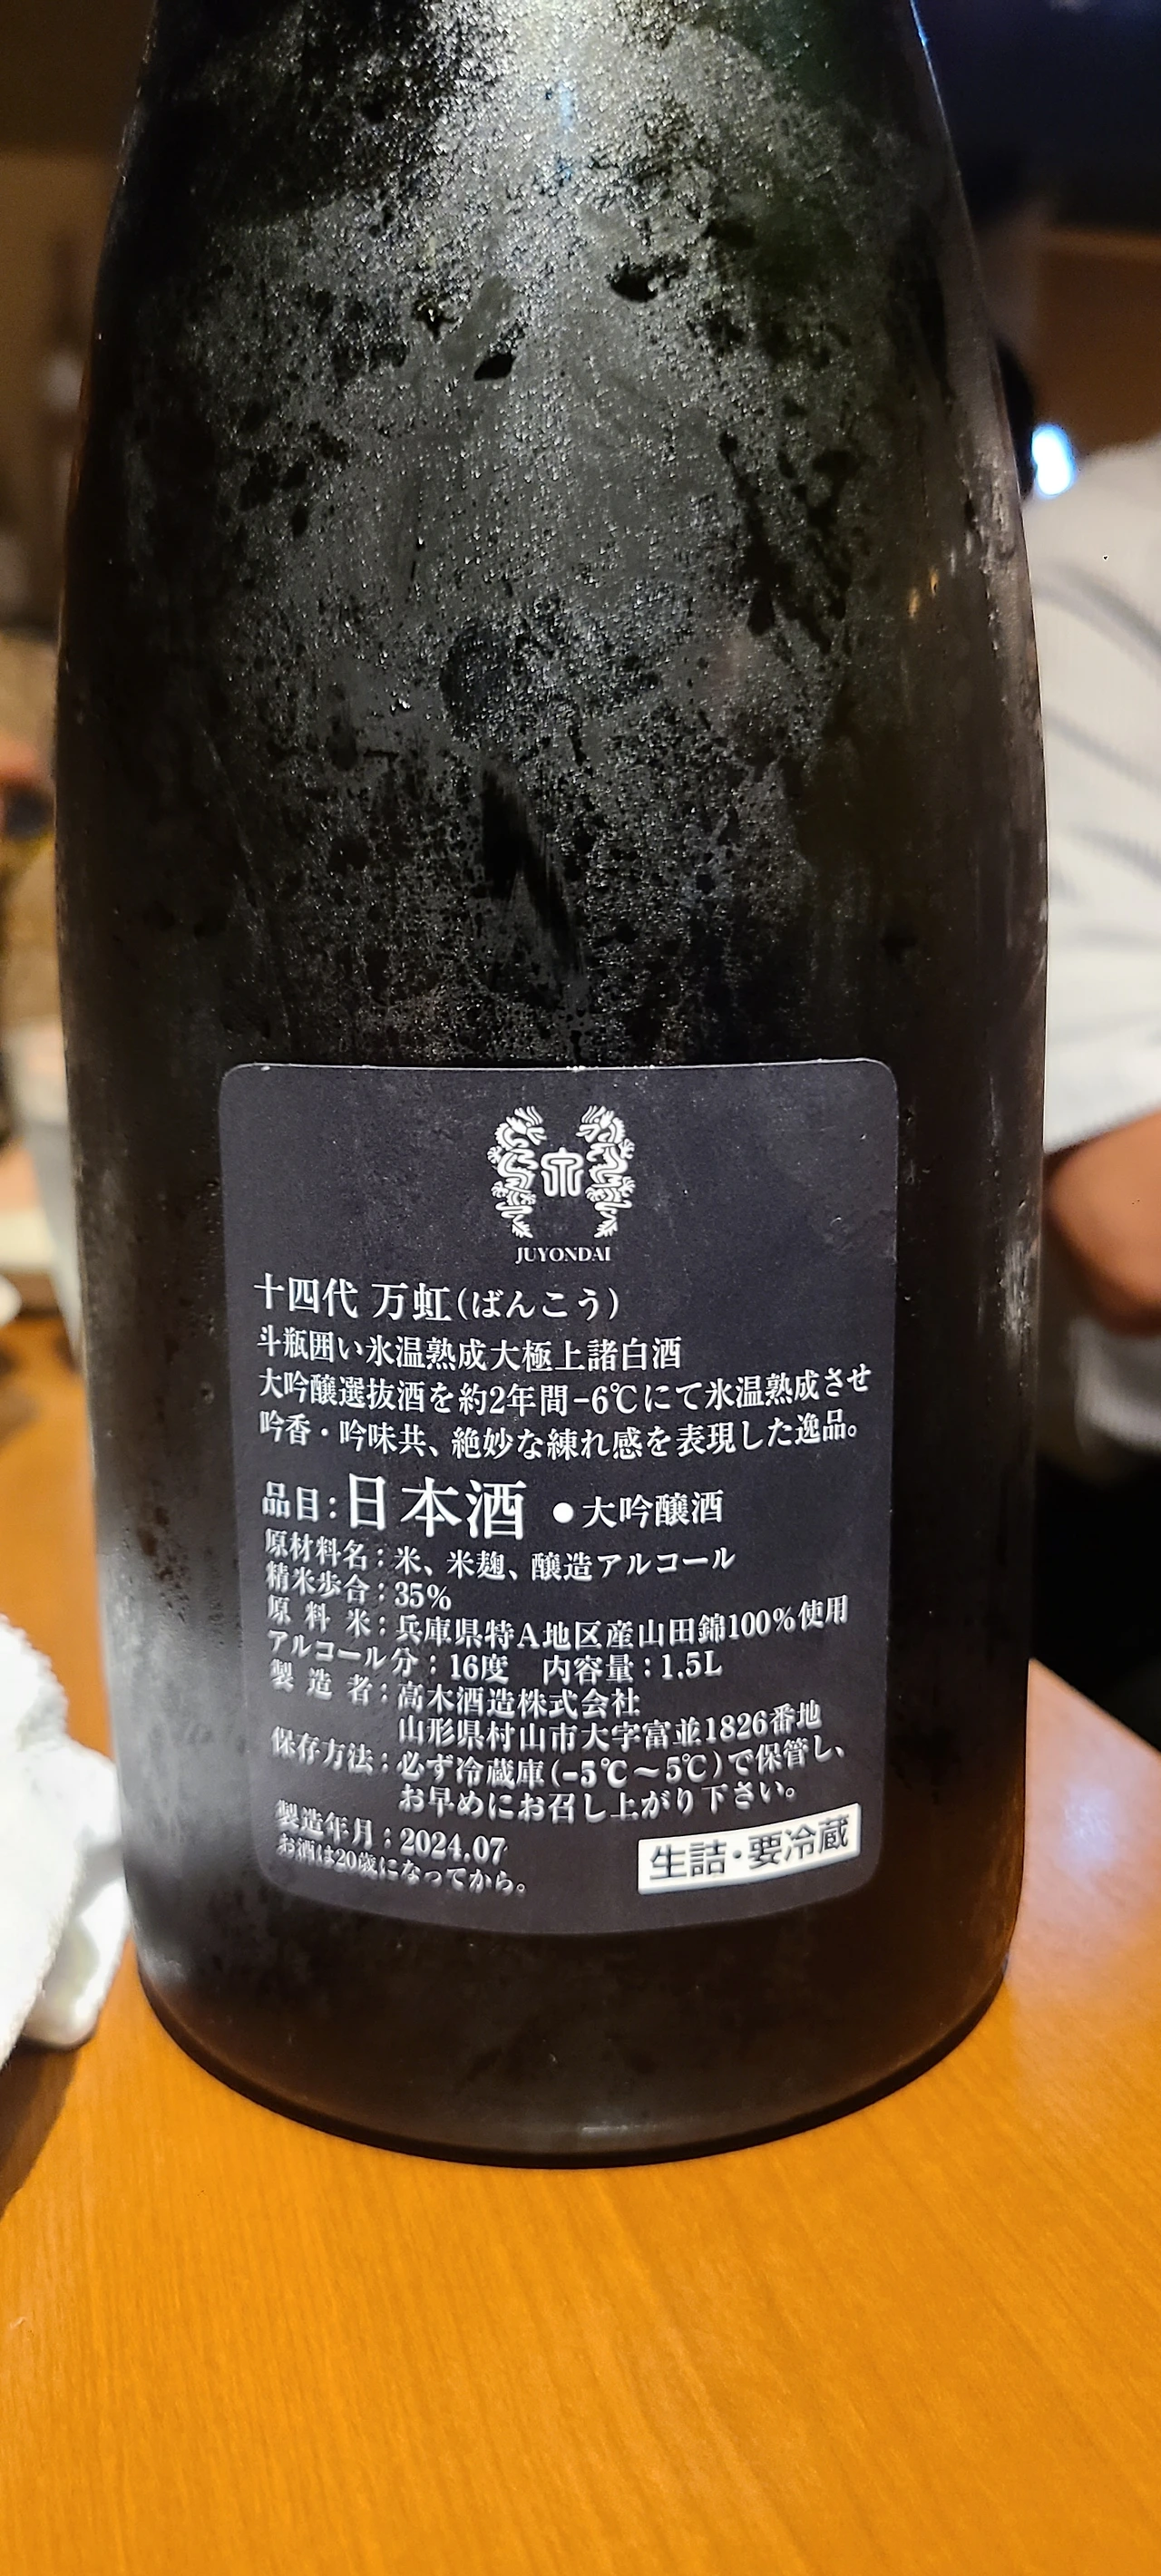 JUYONDAI
十四代 万虹(ばんこう)
斗瓶囲い氷温熟成大極上諸白酒
大吟醸選抜酒を約2年間−6℃にて氷温熟成させ
吟香・吟味共、絶妙な練れ感を表現した逸品。
品目:日本酒 ●大吟醸酒
原材料名:米、米麹、醸造アルコール
精米歩合:35%
原料米:兵庫県特A地区産山田錦100%使用
アルコール分:16度 内容量:1.5L
製造者:高木酒造株式会社
山形県村山市大字富並1826番地
保存方法:必ず冷蔵庫(−5℃〜5℃)で保管し、
お早めにお召し上がり下さい。
製造年月:2024.07
お酒は20歳になってから。
生詰・要冷蔵